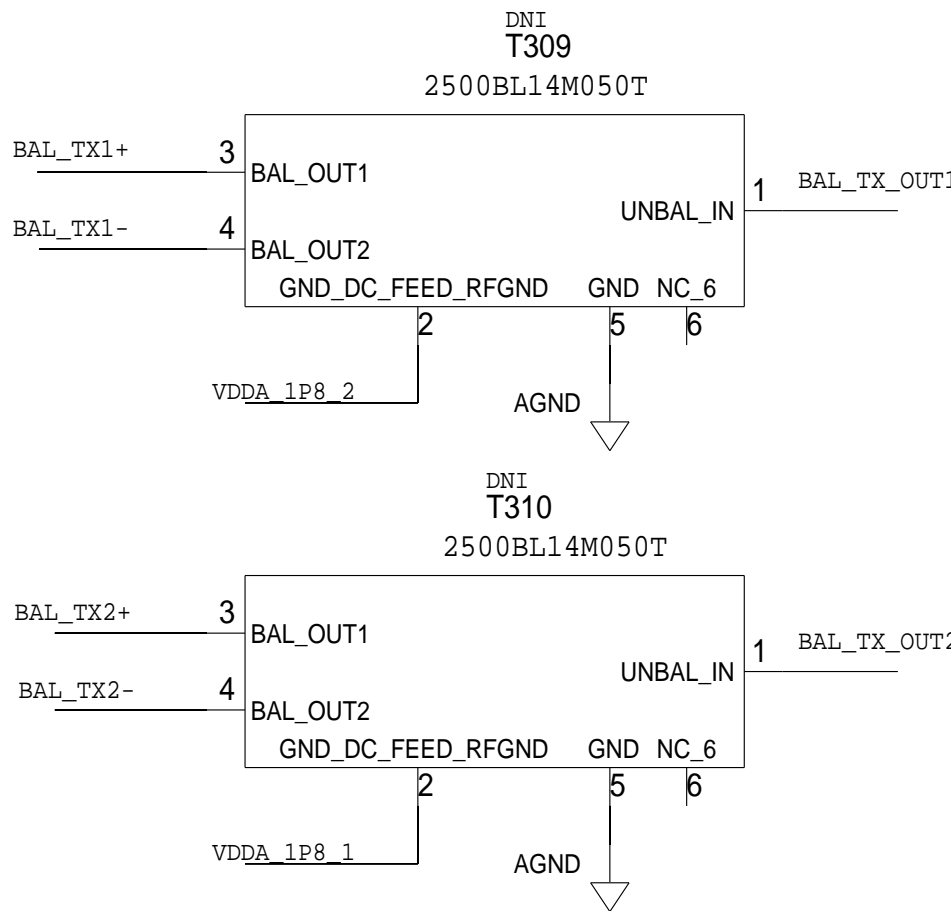 DNI
T309
2500BL14M050T
BAL_TX1+ 3 BAL_OUT1
UNBAL_IN 1 BAL_TX_OUT1
BAL_TX1- 4 BAL_OUT2
GND_DC_FEED_RFGND GND NC_6
2 5 6
VDDA_1P8_2
AGND
DNI
T310
2500BL14M050T
BAL_TX2+ 3 BAL_OUT1
UNBAL_IN 1 BAL_TX_OUT2
BAL_TX2- 4 BAL_OUT2
GND_DC_FEED_RFGND GND NC_6
2 5 6
VDDA_1P8_1
AGND